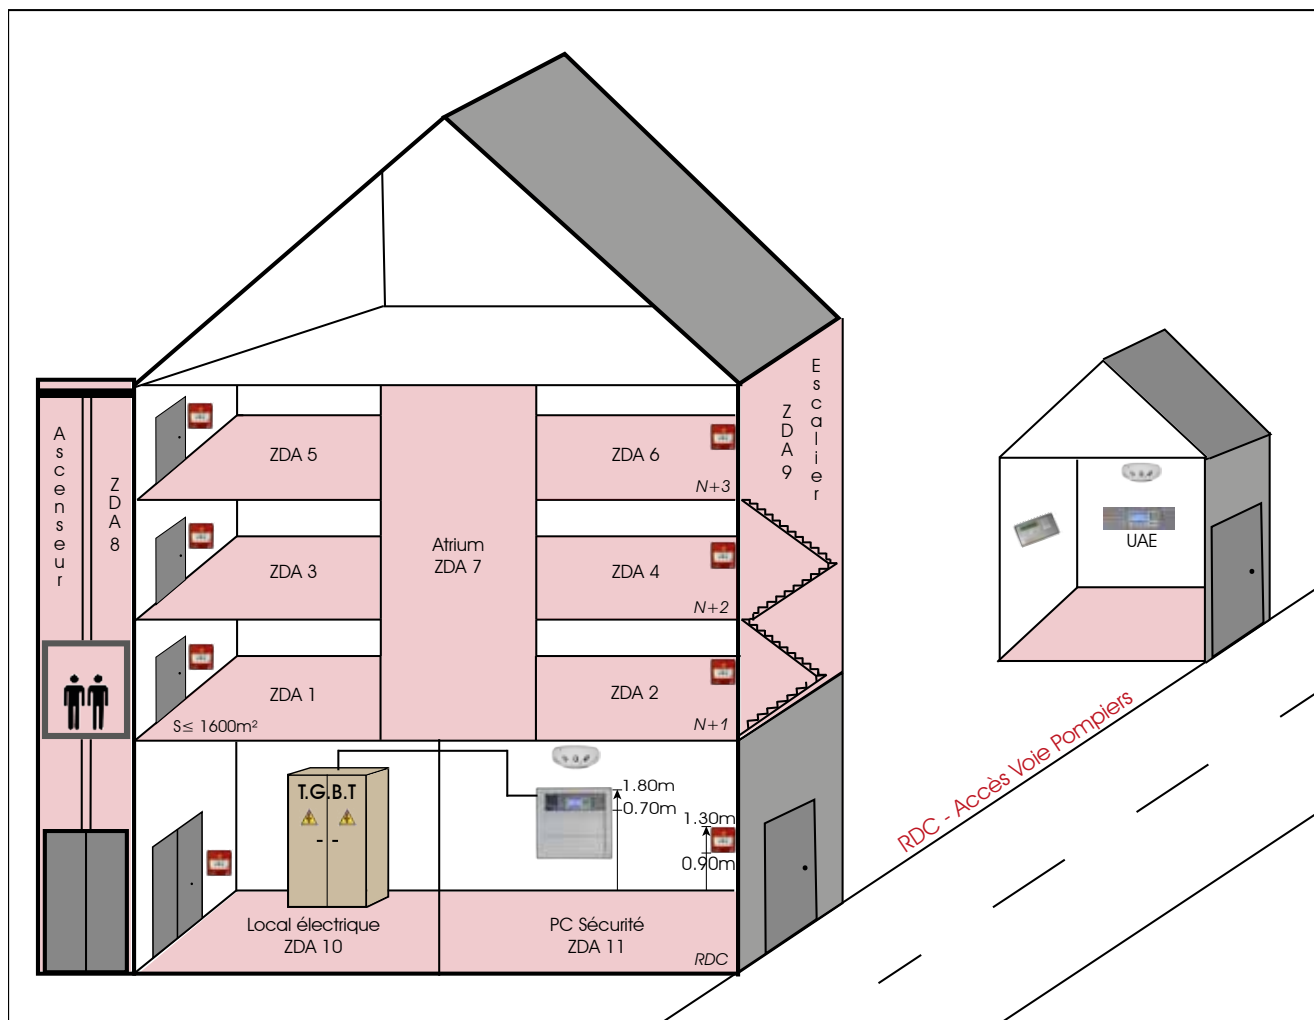 Ascenseur
ZDA 8
ZDA 5
ZDA 6
N+3
Escalier
ZDA 9
ZDA 3
Atrium
ZDA 7
ZDA 4
N+2
ZDA 1
S≤ 1600m²
ZDA 2
N+1
T.G.B.T
1.80m
0.70m
1.30m
0.90m
Local électrique
ZDA 10
PC Sécurité
ZDA 11
RDC
UAE
RDC - Accès Voie Pompiers